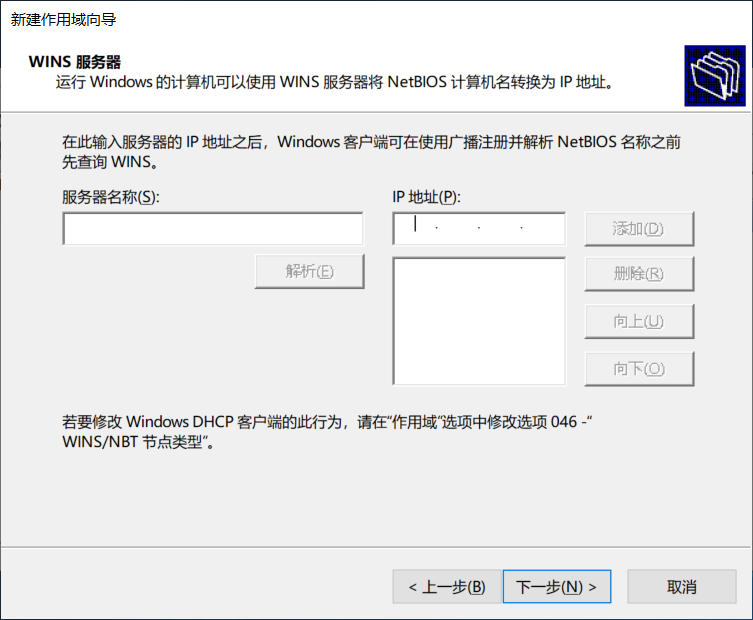 新建作用域向导
WINS 服务器
运行 Windows 的计算机可以使用 WINS 服务器将 NetBIOS 计算机名转换为 IP 地址。
在此输入服务器的 IP 地址之后，Windows 客户端可在使用广播注册并解析 NetBIOS 名称之前
先查询 WINS。
服务器名称(S): IP 地址(P):
. . . 添加(D)
解析(E) 删除(R)
向上(U)
向下(O)
若要修改 Windows DHCP 客户端的此行为，请在“作用域”选项中修改选项 046 -“
WINS/NBT 节点类型”。
< 上一步(B) 下一步(N) > 取消